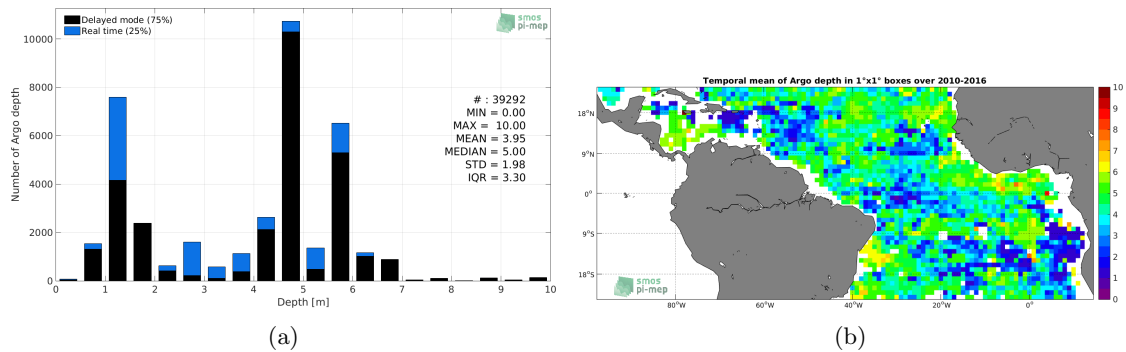 Delayed mode (75%)
Real time (25%)
smos
pi-mep
Number of Argo depth
10000
8000
6000
4000
2000
0
# : 39292
MIN = 0.00
MAX = 10.00
MEAN = 3.95
MEDIAN = 5.00
STD = 1.98
IQR = 3.30
0 1 2 3 4 5 6 7 8 9 10
Depth [m]
(a)
Temporal mean of Argo depth in 1°x1° boxes over 2010-2016
18°N
9°N
0°
9°S
18°S
80°W 60°W 40°W 20°W 0°
smos
pi-mep
10
9
8
7
6
5
4
3
2
1
0
(b)